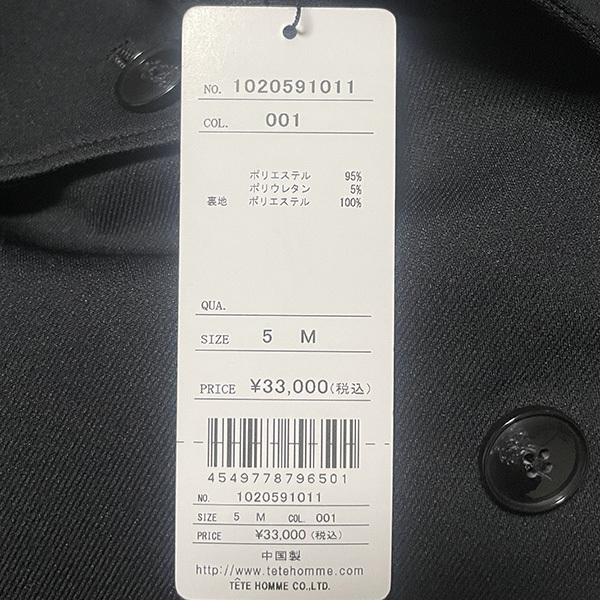 NO. 1020591011
COL. 001
ポリエステル 95%
ポリウレタン 5%
裏地 ポリエステル 100%
QUA.
SIZE 5 M
PRICE ¥33,000(税込)
4549778796501
NO. 1020591011
SIZE 5 M COL. 001
PRICE ¥33,000(税込)
中国製
http://www.tetehomme.com
TÊTE HOMME CO.,LTD.